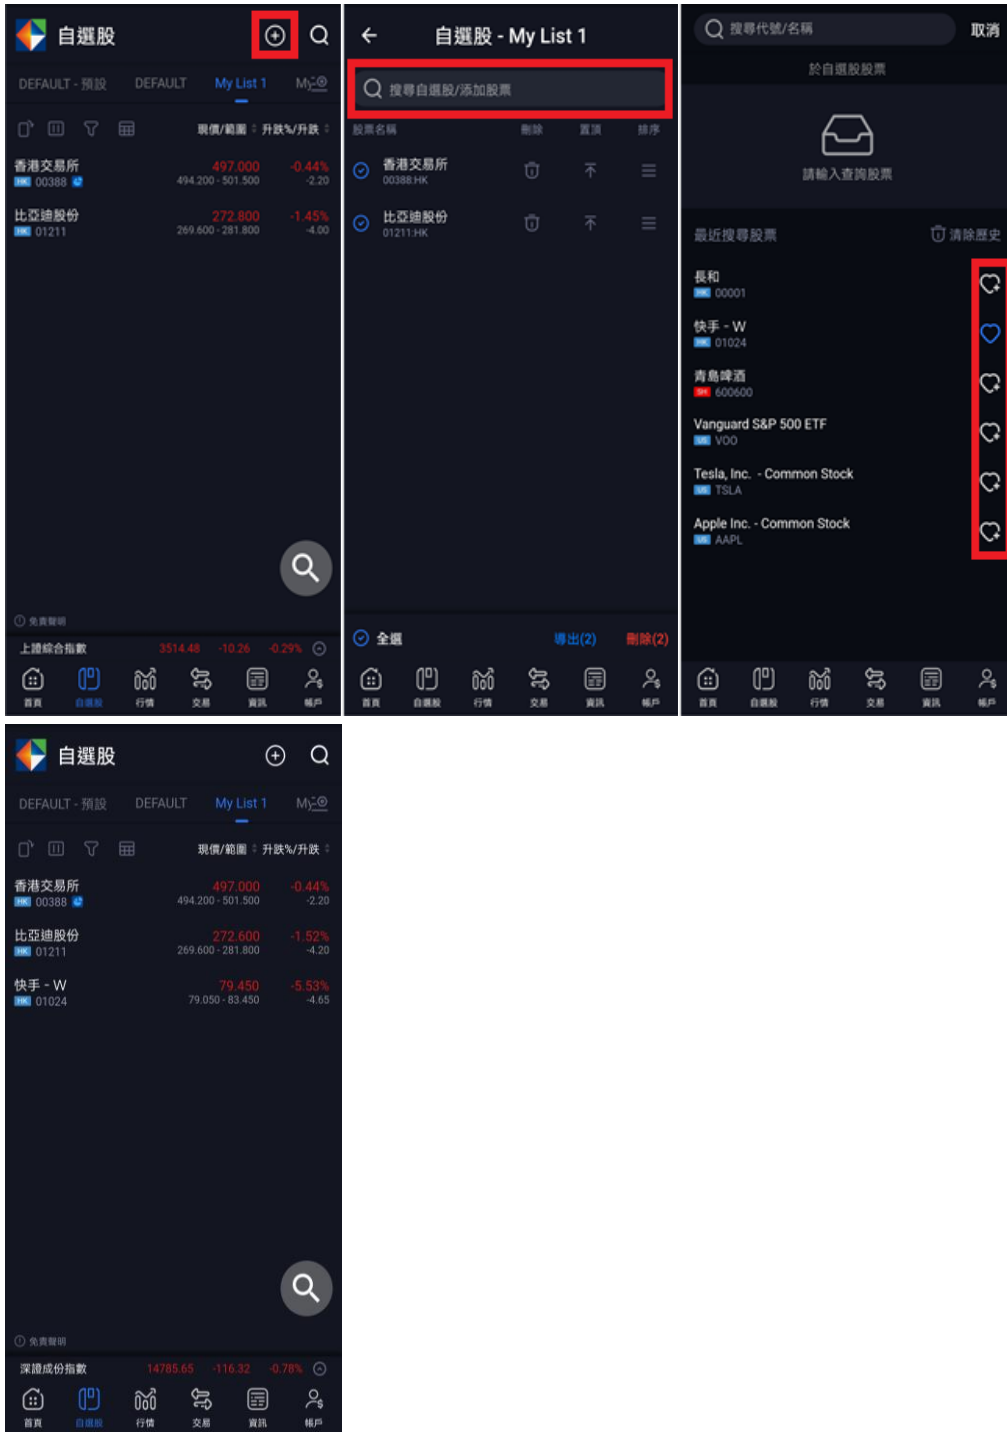 自選股
DEFAULT - 預設 DEFAULT My List 1 My
現價/範圍 升跌%/升跌
香港交易所 497.000 -0.44%
HK 00388 494.200 - 501.500 -2.20
比亞迪股份 272.800 -1.45%
HK 01211 269.600 - 281.800 -4.00
免責聲明
上證綜合指數 3514.48 -10.26 -0.29%
首頁 自選股 行情 交易 資訊 帳戶
自選股 - My List 1
搜尋自選股/添加股票
股票名稱 刪除 置頂 排序
香港交易所
00388:HK
比亞迪股份
01211:HK
全選 導出(2) 刪除(2)
首頁 自選股 行情 交易 資訊 帳戶
搜尋代號/名稱 取消
於自選股股票
請輸入查詢股票
最近搜尋股票 清除歷史
長和
HK 00001
快手 - W
HK 01024
青島啤酒
SH 600600
Vanguard S&P 500 ETF
US VOO
Tesla, Inc. - Common Stock
US TSLA
Apple Inc. - Common Stock
US AAPL
首頁 自選股 行情 交易 資訊 帳戶
自選股
DEFAULT - 預設 DEFAULT My List 1 My
現價/範圍 升跌%/升跌
香港交易所 497.000 -0.44%
HK 00388 494.200 - 501.500 -2.20
比亞迪股份 272.600 -1.52%
HK 01211 269.600 - 281.800 -4.20
快手 - W 79.450 -5.53%
HK 01024 79.050 - 83.450 -4.65
免責聲明
深證成份指數 14785.65 -116.32 -0.78%
首頁 自選股 行情 交易 資訊 帳戶